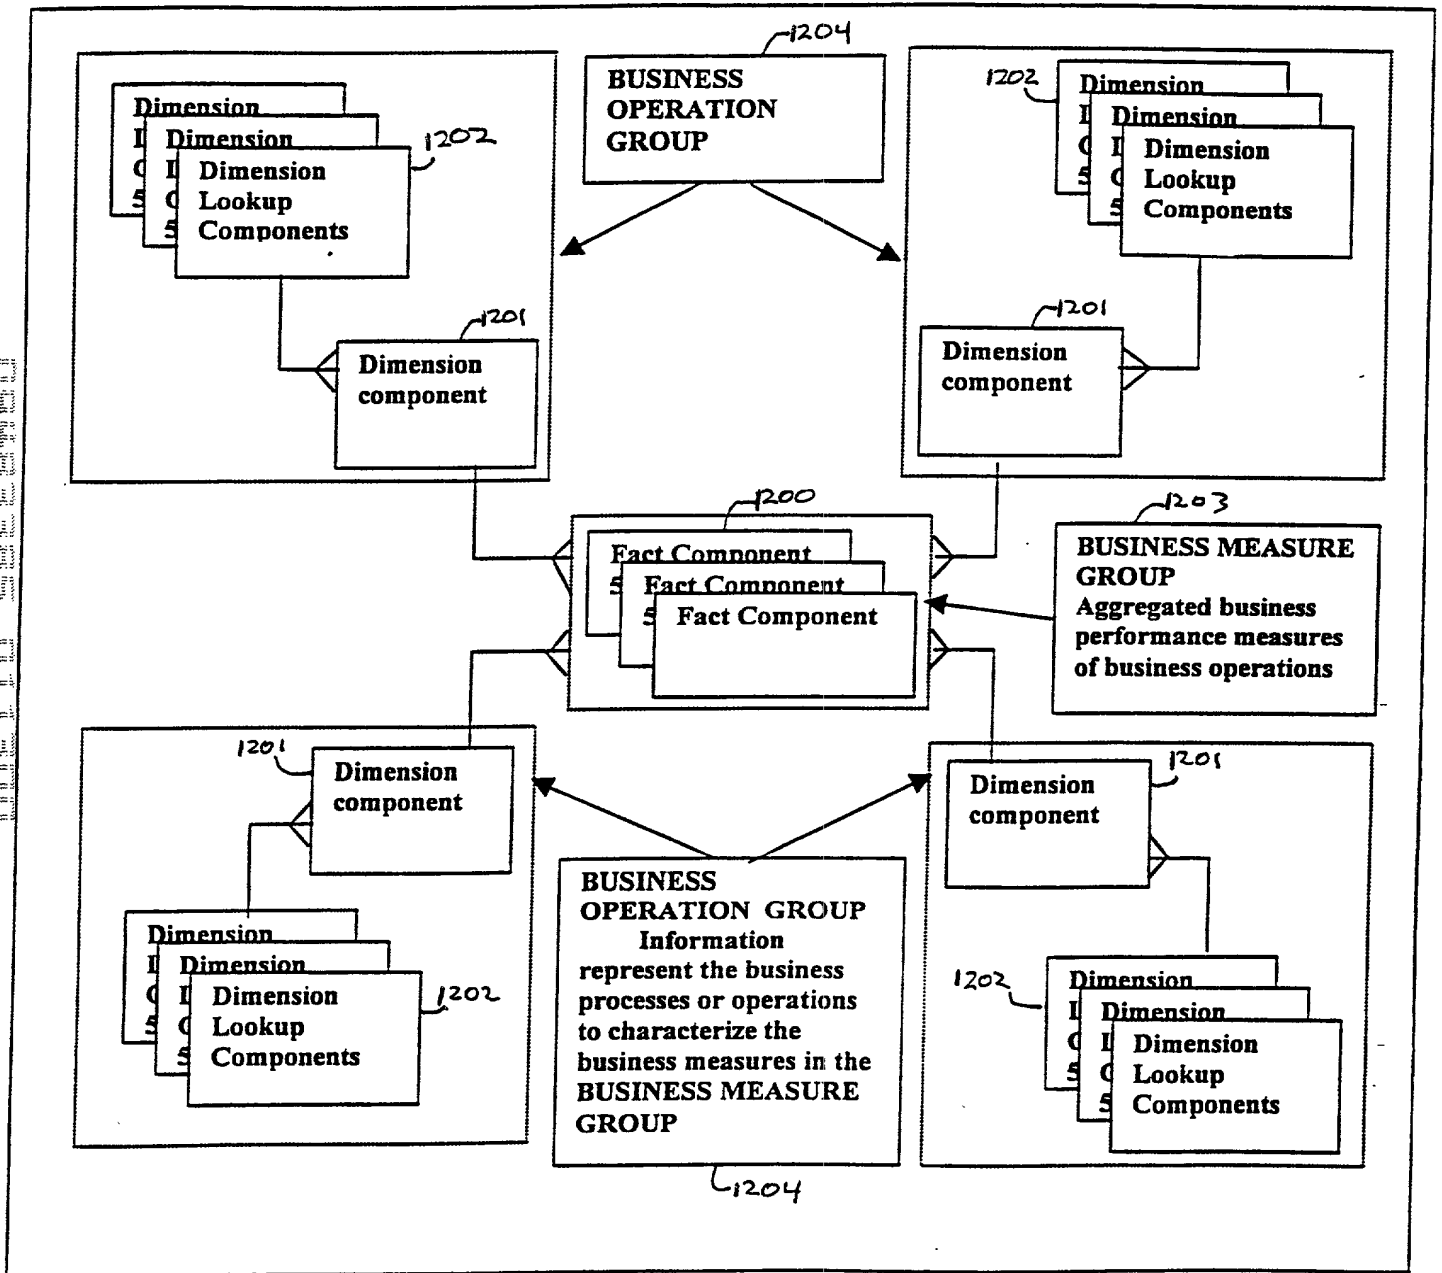 1204
BUSINESS
OPERATION
GROUP
Dimension
Dimension
Dimension
Lookup
Components
1202
1202
Dimension
Dimension
Dimension
Lookup
Components
1201
Dimension
component
1201
Dimension
component
1200
Fact Component
5
Fact Component
5
Fact Component
1203
BUSINESS MEASURE
GROUP
Aggregated business
performance measures
of business operations
1201
Dimension
component
1201
Dimension
component
Dimension
Dimension
Dimension
Lookup
Components
1202
BUSINESS
OPERATION GROUP
Information
represent the business
processes or operations
to characterize the
business measures in the
BUSINESS MEASURE
GROUP
1204
1202
Dimension
Dimension
Dimension
Lookup
Components